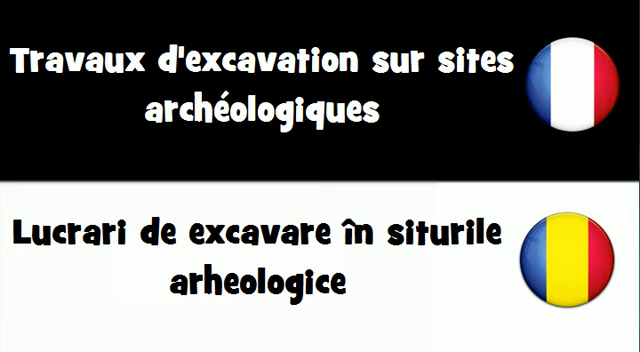 Travaux d'excavation sur sites
archéologiques
Lucrari de excavare în siturile
arheologice